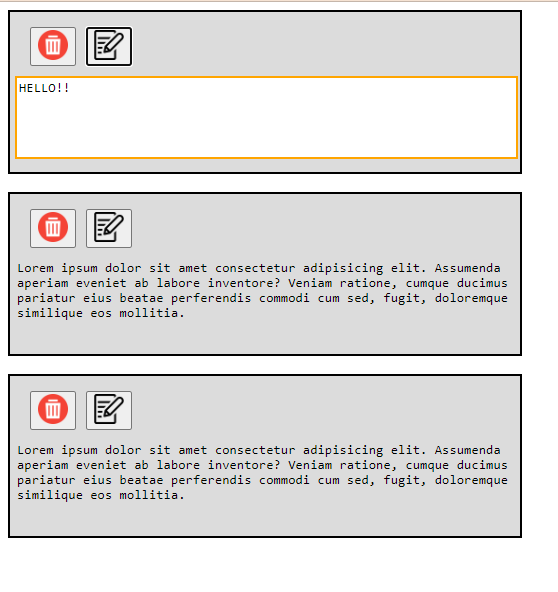 HELLO!!
Lorem ipsum dolor sit amet consectetur adipisicing elit. Assumenda
aperiam eveniet ab labore inventore? Veniam ratione, cumque ducimus
pariatur eius beatae perferendis commodi cum sed, fugit, doloremque
similique eos mollitia.
Lorem ipsum dolor sit amet consectetur adipisicing elit. Assumenda
aperiam eveniet ab labore inventore? Veniam ratione, cumque ducimus
pariatur eius beatae perferendis commodi cum sed, fugit, doloremque
similique eos mollitia.